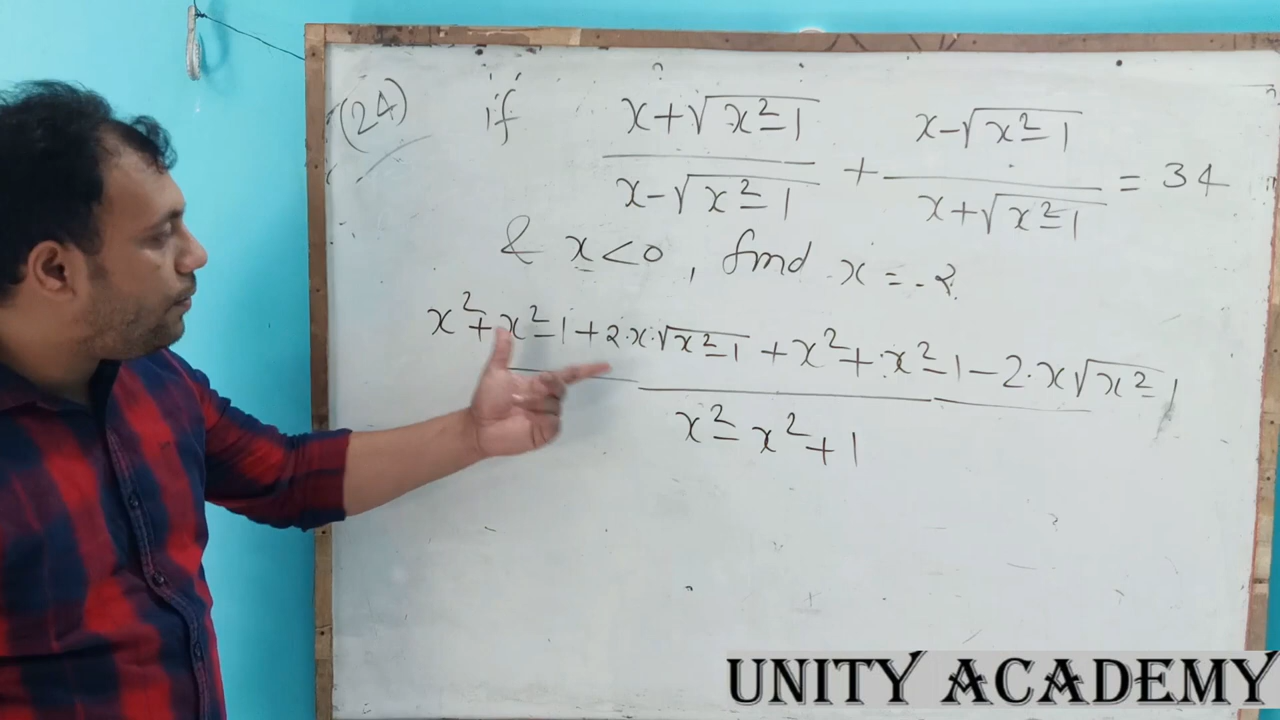 (24) if (x+√(x²-1))/(x-√(x²-1)) + (x-√(x²-1))/(x+√(x²-1)) = 34
& x<0, find x = ?
(x²+x²-1+2·x·√(x²-1) + x²+x²-1-2·x√(x²-1))/(x²-x²+1)
UNITY ACADEMY